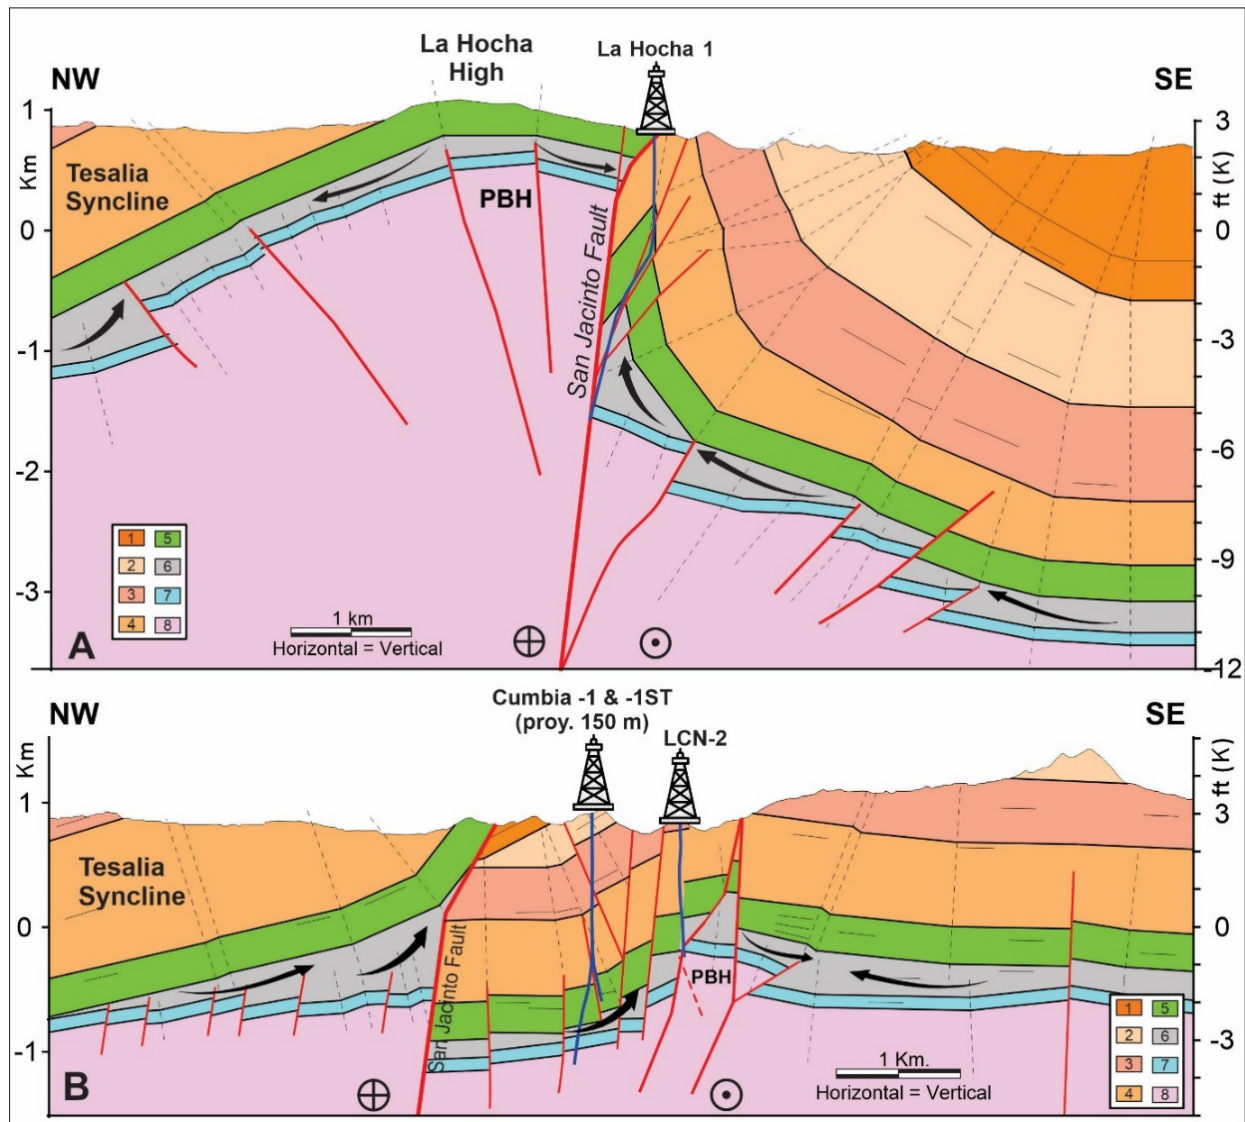 La Hocha
High
La Hocha 1
NW
SE
1
0
-1
-2
-3
Km
3
0
-3
-6
-9
-12
ft (K)
Tesalia
Syncline
PBH
San Jacinto Fault
1 5
2 6
3 7
4 8
A
1 km
Horizontal = Vertical
Cumbia -1 & -1ST
(proy. 150 m)
LCN-2
NW
SE
Km
1
0
-1
ft (K)
3
0
-3
Tesalia
Syncline
San Jacinto Fault
PBH
B
1 Km.
Horizontal = Vertical
1 5
2 6
3 7
4 8